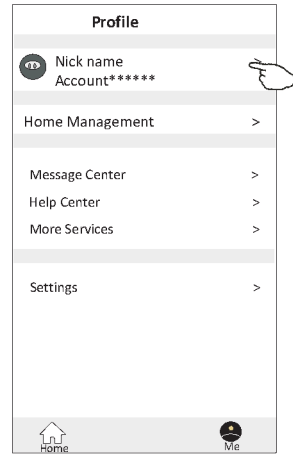 Profile
Nick name
Account******
Home Management >
Message Center >
Help Center >
More Services >
Settings >
Home Me